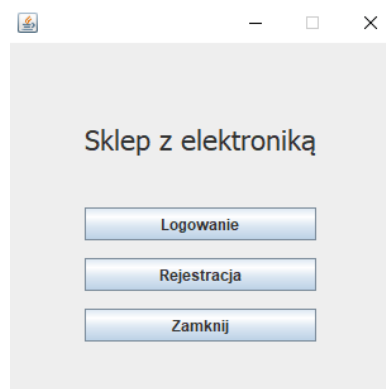 Sklep z elektroniką
Logowanie
Rejestracja
Zamknij